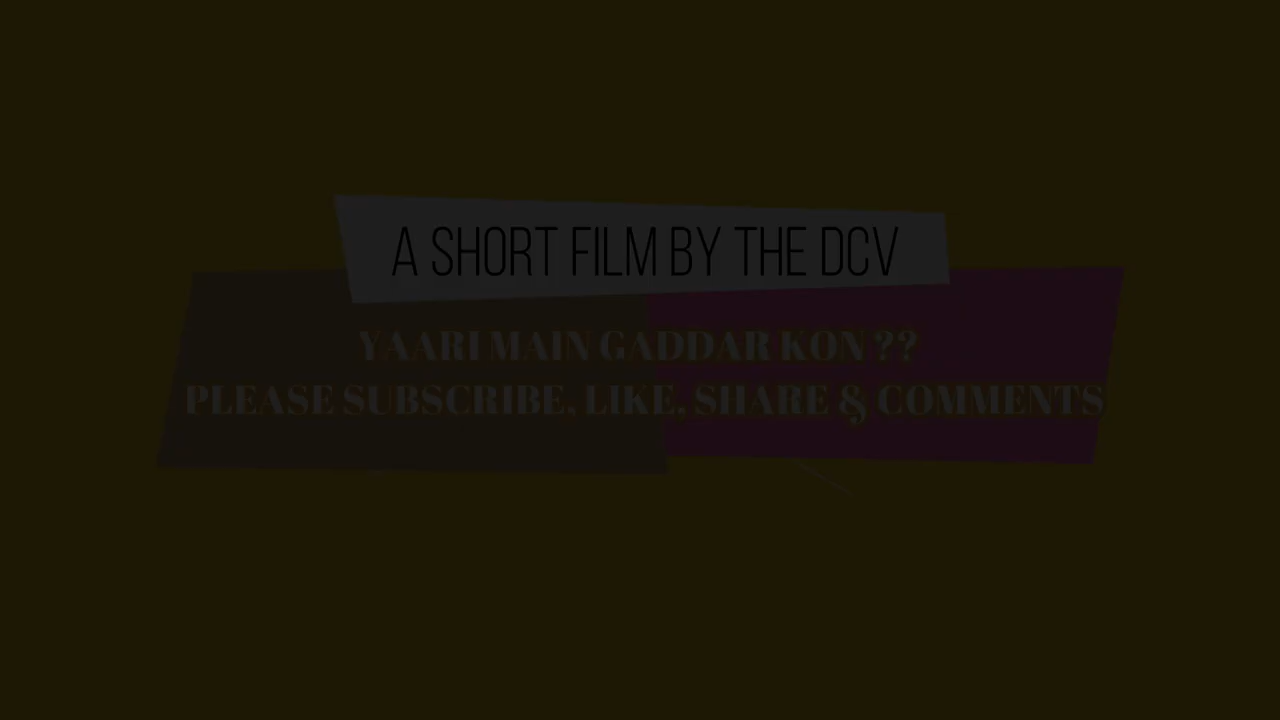 A SHORT FILM BY THE DCV
YAARI MAIN GADDAR KON ??
PLEASE SUBSCRIBE, LIKE, SHARE & COMMENTS